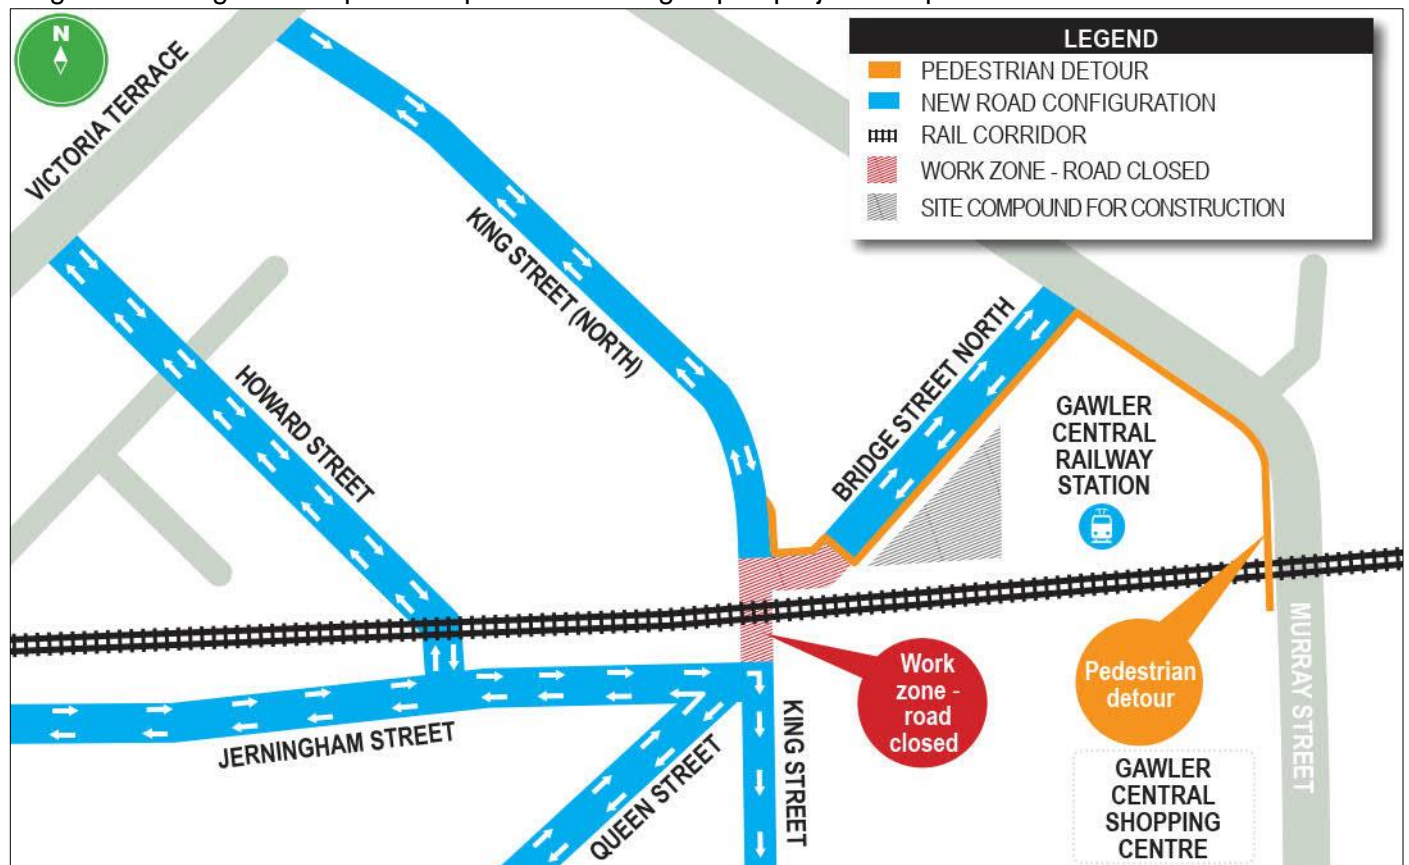 N
VICTORIA TERRACE
LEGEND
PEDESTRIAN DETOUR
NEW ROAD CONFIGURATION
RAIL CORRIDOR
WORK ZONE - ROAD CLOSED
SITE COMPOUND FOR CONSTRUCTION
KING STREET (NORTH)
HOWARD STREET
BRIDGE STREET NORTH
GAWLER
CENTRAL
RAILWAY
STATION
Work
zone -
road
closed
Pedestrian
detour
MURRAY STREET
JERNINGHAM STREET
QUEEN STREET
KING STREET
GAWLER
CENTRAL
SHOPPING
CENTRE